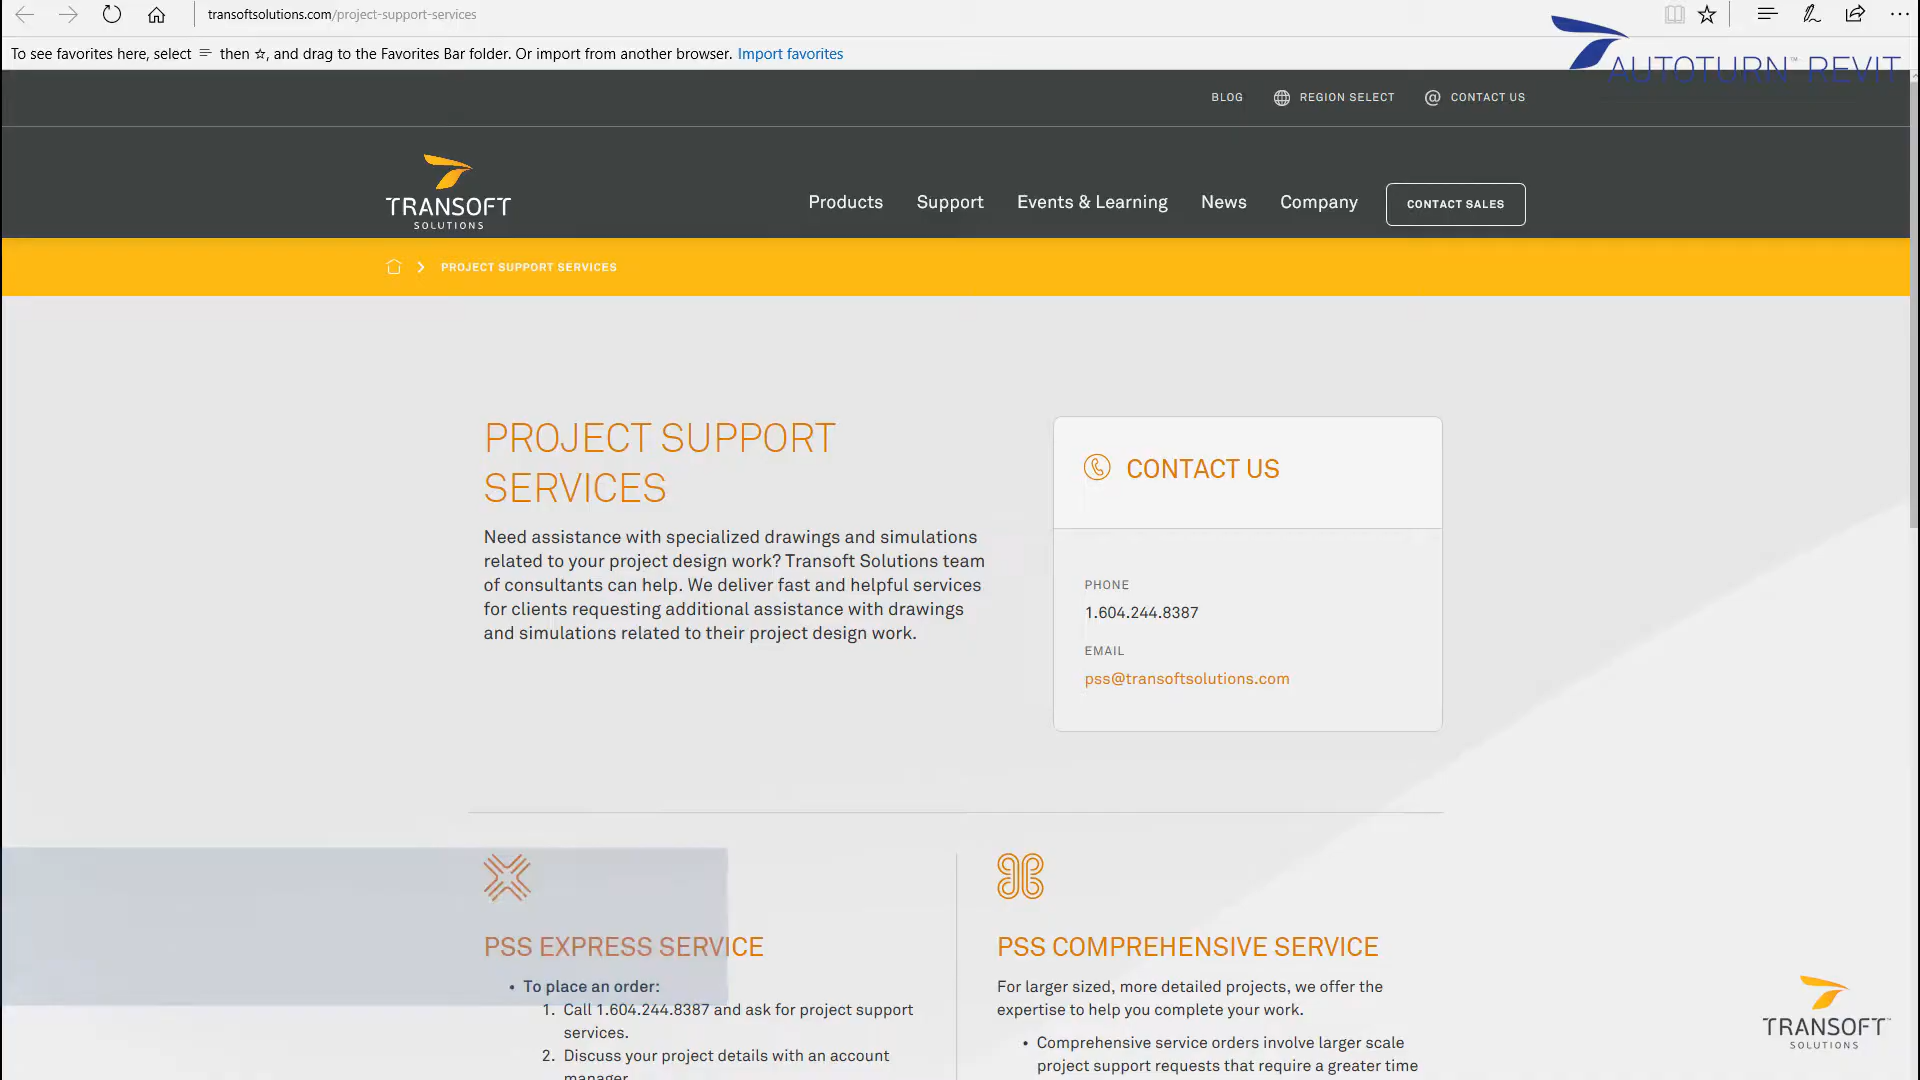 transoftsolutions.com/project-support-services
To see favorites here, select then , and drag to the Favorites Bar folder. Or import from another browser. Import favorites
AUTOTURN™ REVIT
BLOG REGION SELECT CONTACT US
TRANSOFT
SOLUTIONS
Products Support Events & Learning News Company CONTACT SALES
PROJECT SUPPORT SERVICES
PROJECT SUPPORT
SERVICES
Need assistance with specialized drawings and simulations
related to your project design work? Transoft Solutions team
of consultants can help. We deliver fast and helpful services
for clients requesting additional assistance with drawings
and simulations related to their project design work.
CONTACT US
PHONE
1.604.244.8387
EMAIL
pss@transoftsolutions.com
PSS EXPRESS SERVICE
• To place an order:
1. Call 1.604.244.8387 and ask for project support
services.
2. Discuss your project details with an account
manager
PSS COMPREHENSIVE SERVICE
For larger sized, more detailed projects, we offer the
expertise to help you complete your work.
• Comprehensive service orders involve larger scale
project support requests that require a greater time
TRANSOFT™
SOLUTIONS